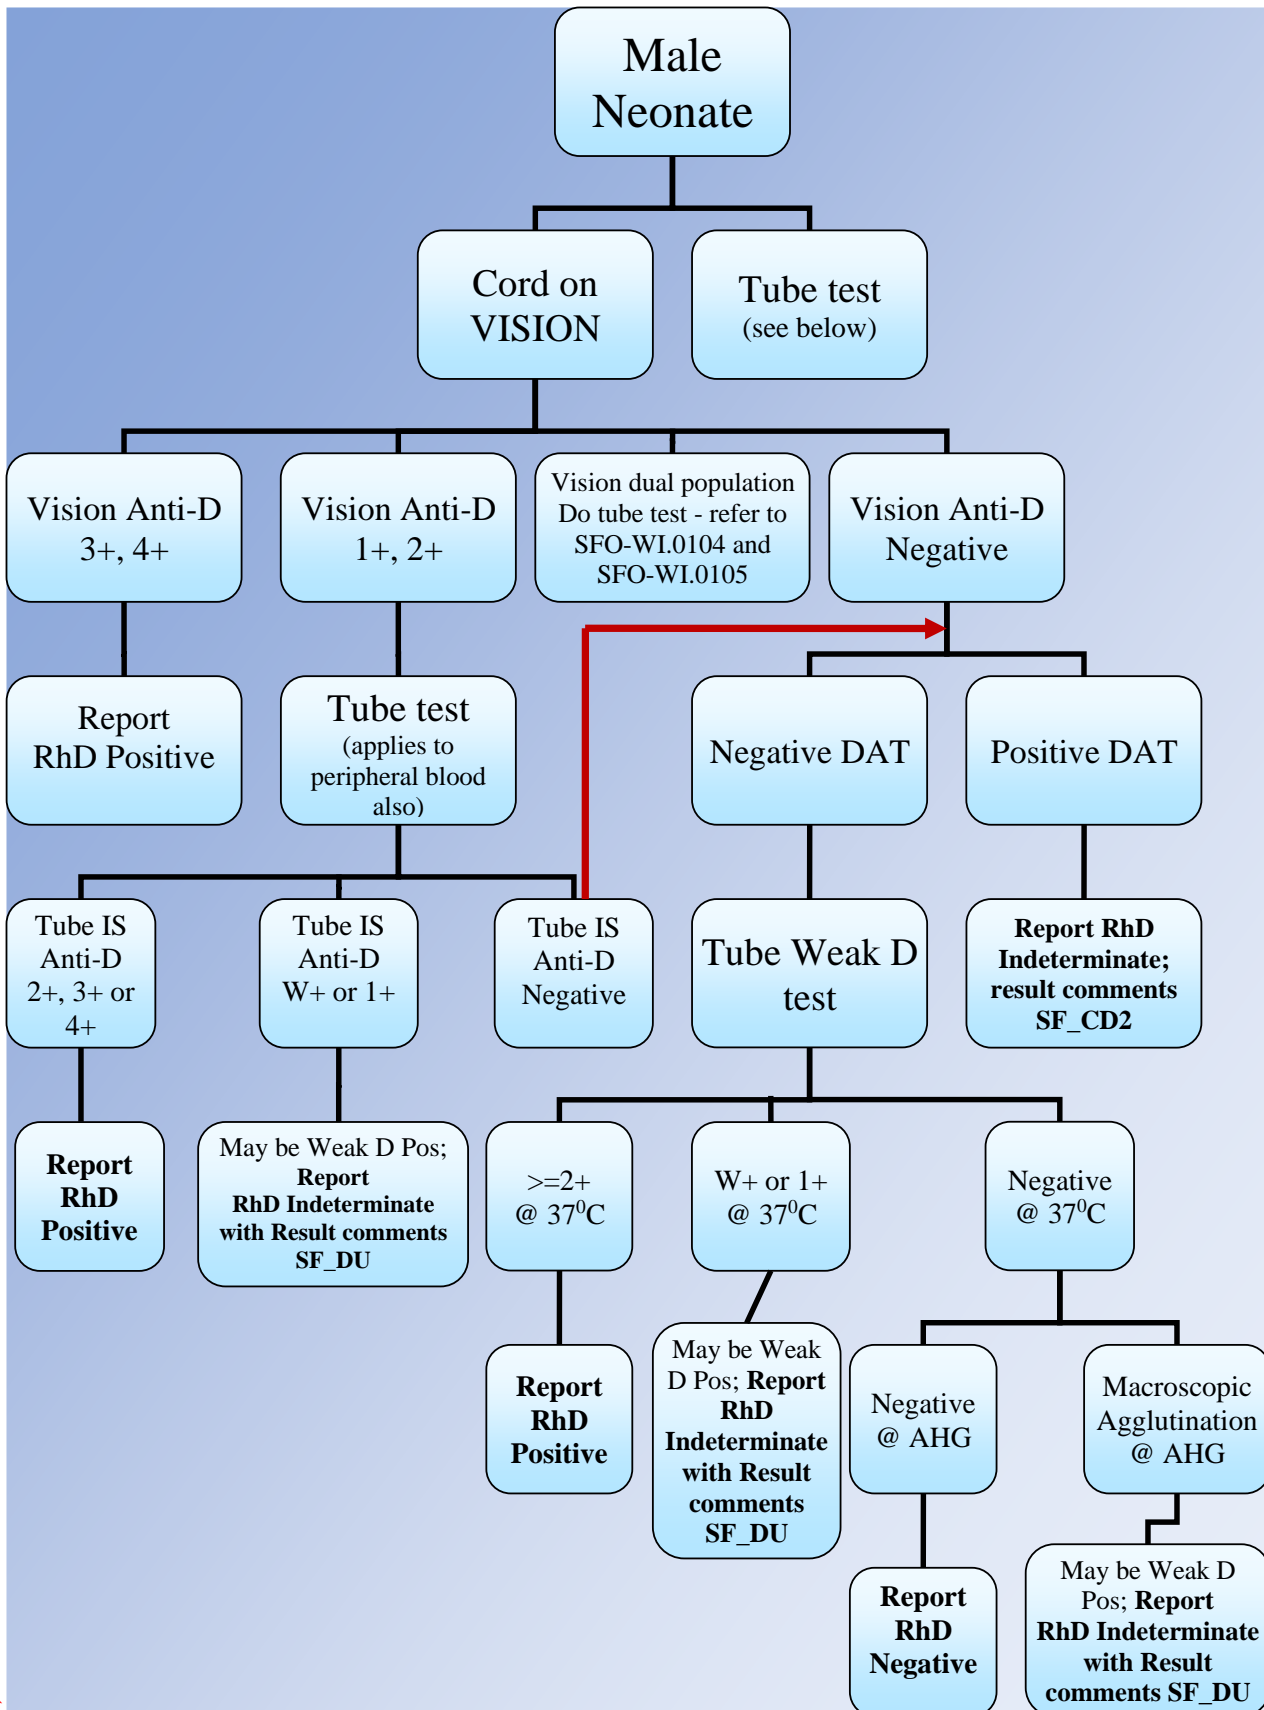 Male
Neonate
Cord on
VISION
Tube test
(see below)
Vision Anti-D
3+, 4+
Vision Anti-D
1+, 2+
Vision dual population
Do tube test - refer to
SFO-WI.0104 and
SFO-WI.0105
Vision Anti-D
Negative
Report
RhD Positive
Tube test
(applies to
peripheral blood
also)
Negative DAT
Positive DAT
Tube IS
Anti-D
2+, 3+ or
4+
Tube IS
Anti-D
W+ or 1+
Tube IS
Anti-D
Negative
Tube Weak D
test
Report RhD
Indeterminate;
result comments
SF_CD2
Report
RhD
Positive
May be Weak D Pos;
Report
RhD Indeterminate
with Result comments
SF_DU
>=2+
@ 37⁰C
W+ or 1+
@ 37⁰C
Negative
@ 37⁰C
Report
RhD
Positive
May be Weak
D Pos; Report
RhD
Indeterminate
with Result
comments
SF_DU
Negative
@ AHG
Macroscopic
Agglutination
@ AHG
Report
RhD
Negative
May be Weak D
Pos; Report
RhD Indeterminate
with Result
comments SF_DU